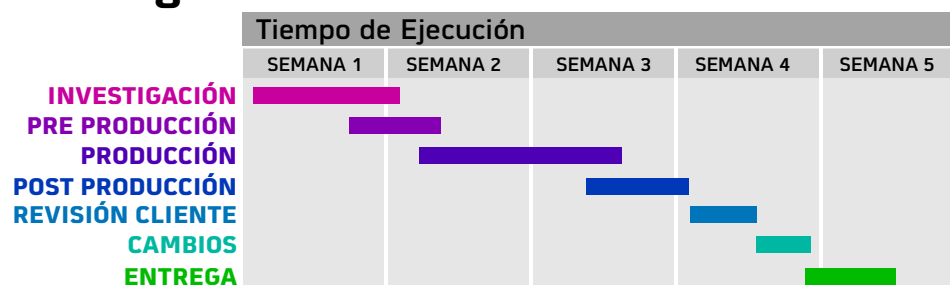 Tiempo de Ejecución
SEMANA 1 SEMANA 2 SEMANA 3 SEMANA 4 SEMANA 5
INVESTIGACIÓN
PRE PRODUCCIÓN
PRODUCCIÓN
POST PRODUCCIÓN
REVISIÓN CLIENTE
CAMBIOS
ENTREGA